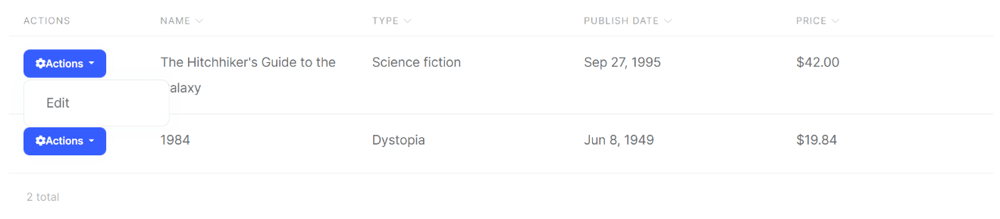 ACTIONS NAME TYPE PUBLISH DATE PRICE
Actions The Hitchhiker's Guide to the Science fiction Sep 27, 1995 $42.00
alaxy
Edit
Actions 1984 Dystopia Jun 8, 1949 $19.84
2 total